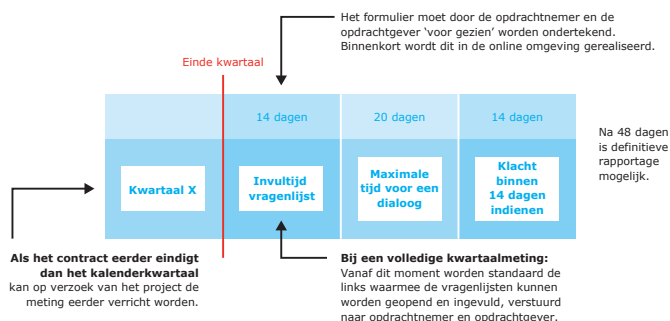 Het formulier moet door de opdrachtnemer en de
opdrachtgever ‘voor gezien’ worden ondertekend.
Binnenkort wordt dit in de online omgeving gerealiseerd.
Einde kwartaal
14 dagen
20 dagen
14 dagen
Kwartaal X
Invultijd
vragenlijst
Maximale
tijd voor een
dialoog
Klacht
binnen
14 dagen
indienen
Na 48 dagen
is definitieve
rapportage
mogelijk.
Als het contract eerder eindigt
dan het kalenderkwartaal
kan op verzoek van het project de
meting eerder verricht worden.
Bij een volledige kwartaalmeting:
Vanaf dit moment worden standaard de
links waarmee de vragenlijsten kunnen
worden geopend en ingevuld, verstuurd
naar opdrachtnemer en opdrachtgever.